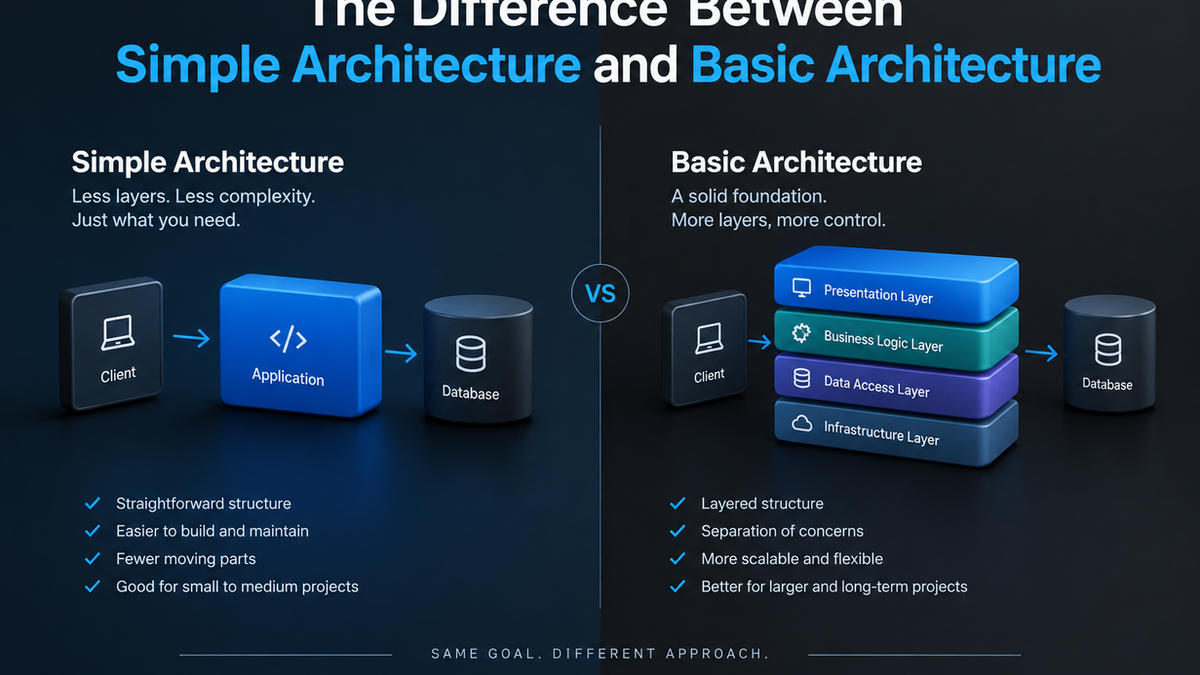 The Difference Between
Simple Architecture and Basic Architecture
Simple Architecture
Less layers. Less complexity.
Just what you need.
Client
Application
Database
Straightforward structure
Easier to build and maintain
Fewer moving parts
Good for small to medium projects
VS
Basic Architecture
A solid foundation.
More layers, more control.
Client
Presentation Layer
Business Logic Layer
Data Access Layer
Infrastructure Layer
Database
Layered structure
Separation of concerns
More scalable and flexible
Better for larger and long-term projects
SAME GOAL. DIFFERENT APPROACH.